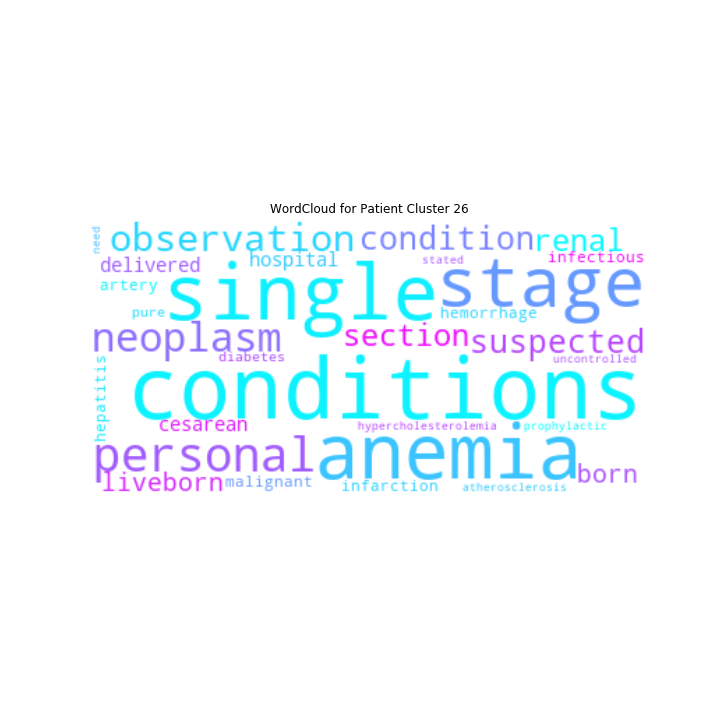 WordCloud for Patient Cluster 26
need
observation
condition
renal
delivered
hospital
stated
infectious
artery
single
stage
pure
hemorrhage
neoplasm
section
suspected
diabetes
uncontrolled
hepatitis
conditions
cesarean
hypercholesterolemia
prophylactic
personal
anemia
born
liveborn
malignant
infarction
atherosclerosis